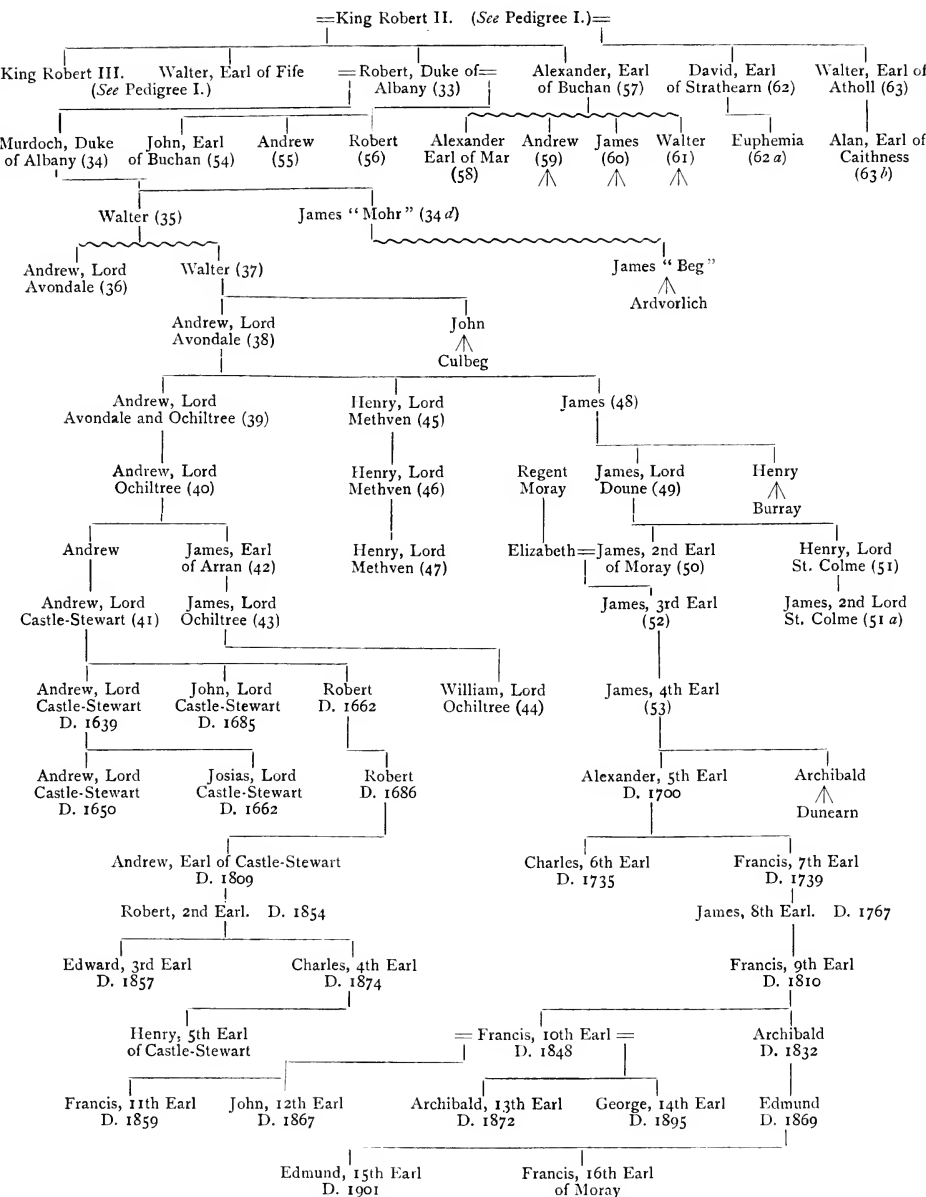 King Robert II. (See Pedigree I.)
King Robert III. Walter, Earl of Fife
(See Pedigree I.)
Robert, Duke of
Albany (33)
Alexander, Earl
of Buchan (57)
David, Earl
of Strathearn (62)
Walter, Earl of
Atholl (63)
Murdoch, Duke
of Albany (34)
John, Earl
of Buchan (54)
Andrew
(55)
Robert
(56)
Alexander
Earl of Mar
(58)
Andrew
(59)
James
(60)
Walter
(61)
Euphemia
(62 a)
Alan, Earl of
Caithness
(63 b)
Walter (35)
James "Mohr" (34 d)
Andrew, Lord
Avondale (36)
Walter (37)
James "Beg"
Ardvorlich
Andrew, Lord
Avondale (38)
John
Culbeg
Andrew, Lord
Avondale and Ochiltree (39)
Henry, Lord
Methven (45)
James (48)
Andrew, Lord
Ochiltree (40)
Henry, Lord
Methven (46)
Regent
Moray
James, Lord
Doune (49)
Henry
Burray
Andrew
James, Earl
of Arran (42)
Henry, Lord
Methven (47)
Elizabeth=James, 2nd Earl
of Moray (50)
Henry, Lord
St. Colme (51)
Andrew, Lord
Castle-Stewart (41)
James, Lord
Ochiltree (43)
James, 3rd Earl
(52)
James, 2nd Lord
St. Colme (51 a)
Andrew, Lord
Castle-Stewart
D. 1639
John, Lord
Castle-Stewart
D. 1685
Robert
D. 1662
William, Lord
Ochiltree (44)
James, 4th Earl
(53)
Andrew, Lord
Castle-Stewart
D. 1650
Josias, Lord
Castle-Stewart
D. 1662
Robert
D. 1686
Alexander, 5th Earl
D. 1700
Archibald
Dunearn
Andrew, Earl of Castle-Stewart
D. 1809
Charles, 6th Earl
D. 1735
Francis, 7th Earl
D. 1739
Robert, 2nd Earl. D. 1854
James, 8th Earl. D. 1767
Edward, 3rd Earl
D. 1857
Charles, 4th Earl
D. 1874
Francis, 9th Earl
D. 1810
Henry, 5th Earl
of Castle-Stewart
Francis, 10th Earl
D. 1848
Archibald
D. 1832
Francis, 11th Earl
D. 1859
John, 12th Earl
D. 1867
Archibald, 13th Earl
D. 1872
George, 14th Earl
D. 1895
Edmund
D. 1869
Edmund, 15th Earl
D. 1901
Francis, 16th Earl
of Moray